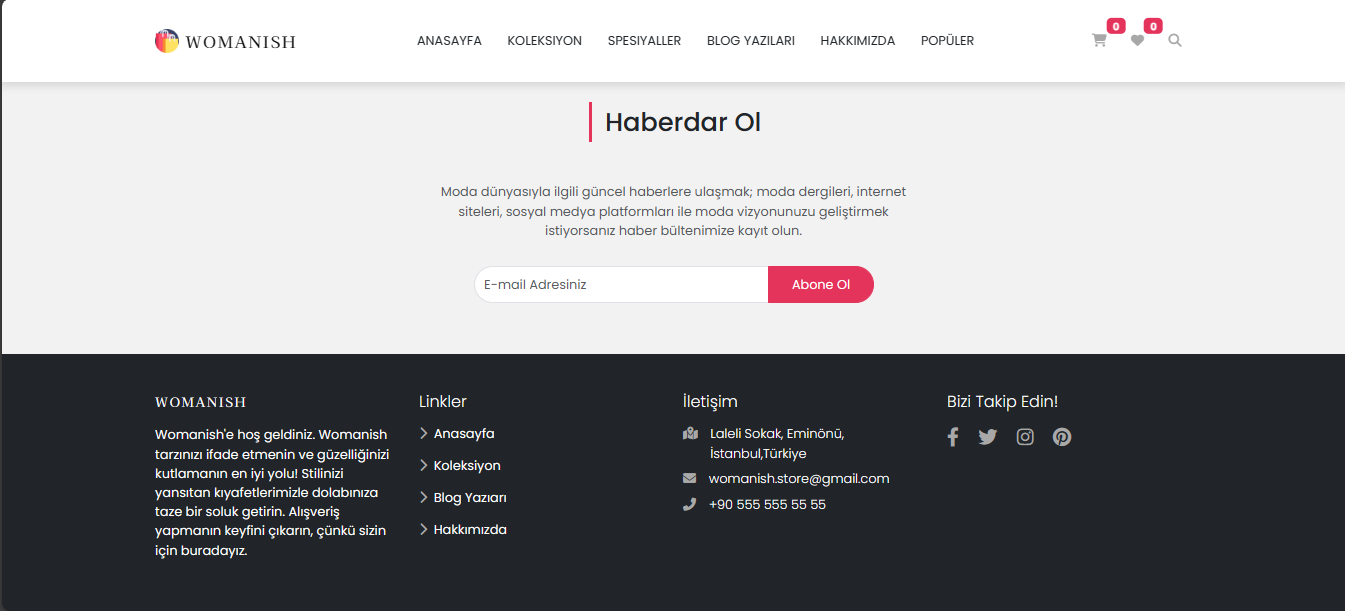 WOMANISH
ANASAYFA KOLEKSIYON SPESIYALLER BLOG YAZILARI HAKKIMIZDA POPÜLER
0 0
Haberdar Ol
Moda dünyasıyla ilgili güncel haberlere ulaşmak; moda dergileri, internet
siteleri, sosyal medya platformları ile moda vizyonunuzu geliştirmek
istiyorsanız haber bültenimize kayıt olun.
E-mail Adresiniz
Abone Ol
WOMANISH
Womanish'e hoş geldiniz. Womanish
tarzınızı ifade etmenin ve güzelliğinizi
kutlamanın en iyi yolu! Stilinizi
yansıtan kıyafetlerimizle dolabınıza
taze bir soluk getirin. Alışveriş
yapmanın keyfini çıkarın, çünkü sizin
için buradayız.
Linkler
Anasayfa
Koleksiyon
Blog Yazıarı
Hakkımızda
İletişim
Laleli Sokak, Eminönü,
İstanbul,Türkiye
womanish.store@gmail.com
+90 555 555 55 55
Bizi Takip Edin!